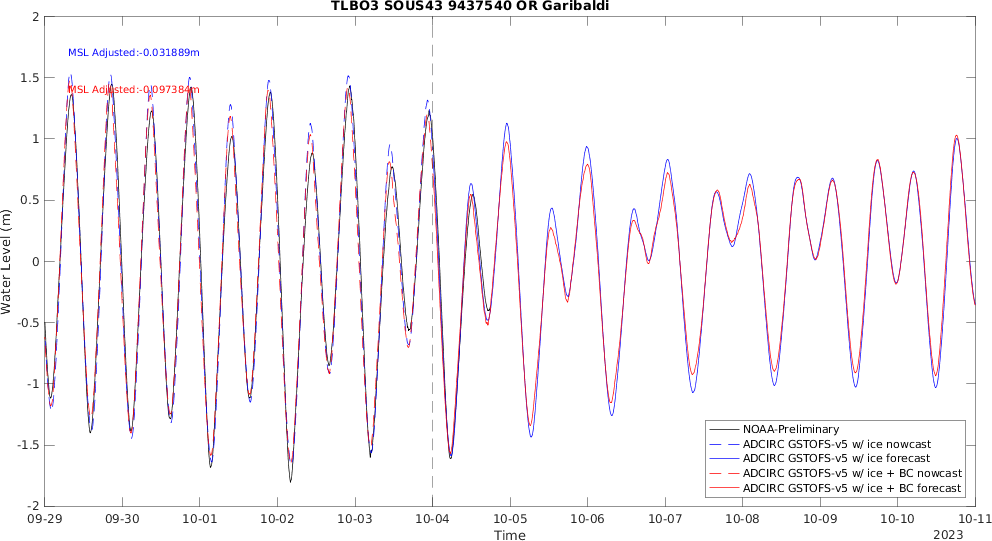 TLBO3 SOUS43 9437540 OR Garibaldi
2
1.5
1
0.5
0
-0.5
-1
-1.5
-2
Water Level (m)
MSL Adjusted:-0.031889m
MSL Adjusted:-0.097384m
NOAA-Preliminary
ADCIRC GSTOFS-v5 w/ ice nowcast
ADCIRC GSTOFS-v5 w/ ice forecast
ADCIRC GSTOFS-v5 w/ ice + BC nowcast
ADCIRC GSTOFS-v5 w/ ice + BC forecast
09-29 09-30 10-01 10-02 10-03 10-04 10-05 10-06 10-07 10-08 10-09 10-10 10-11
Time
2023